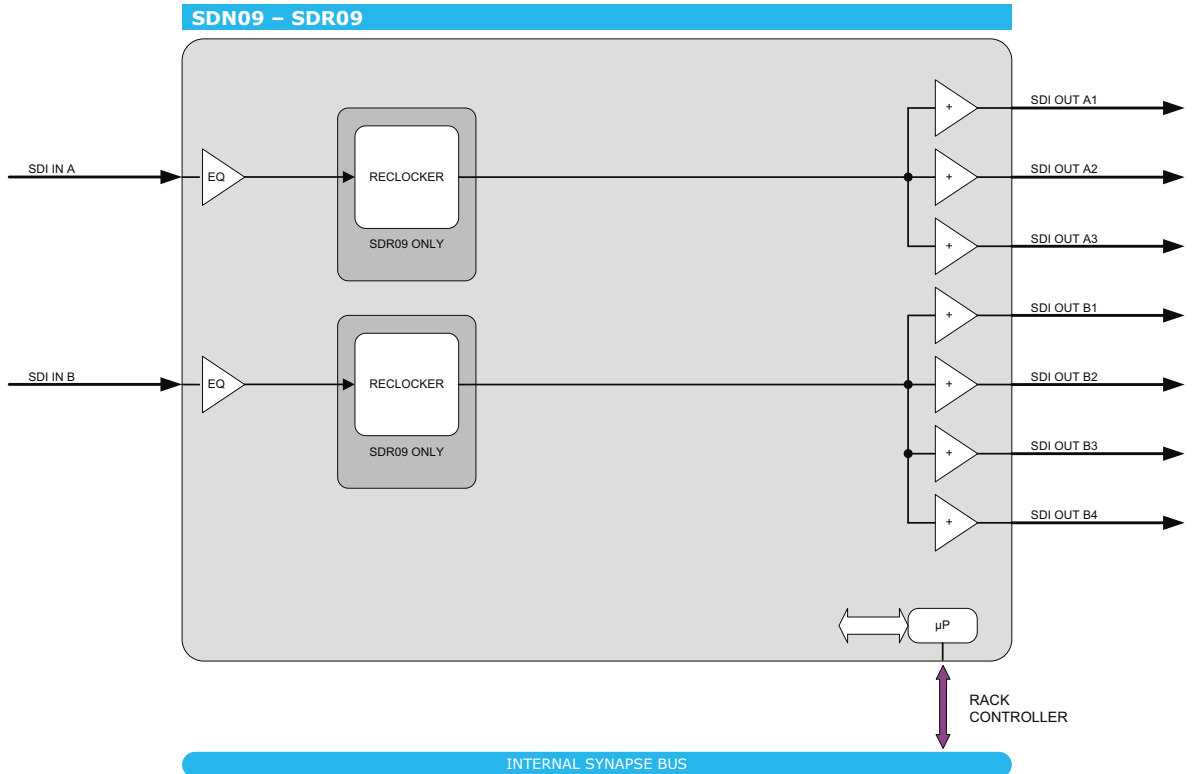 SDN09 – SDR09
SDI IN A
EQ
RECLOCKER
SDR09 ONLY
+
SDI OUT A1
+
SDI OUT A2
+
SDI OUT A3
SDI IN B
EQ
RECLOCKER
SDR09 ONLY
+
SDI OUT B1
+
SDI OUT B2
+
SDI OUT B3
+
SDI OUT B4
µP
RACK
CONTROLLER
INTERNAL SYNAPSE BUS